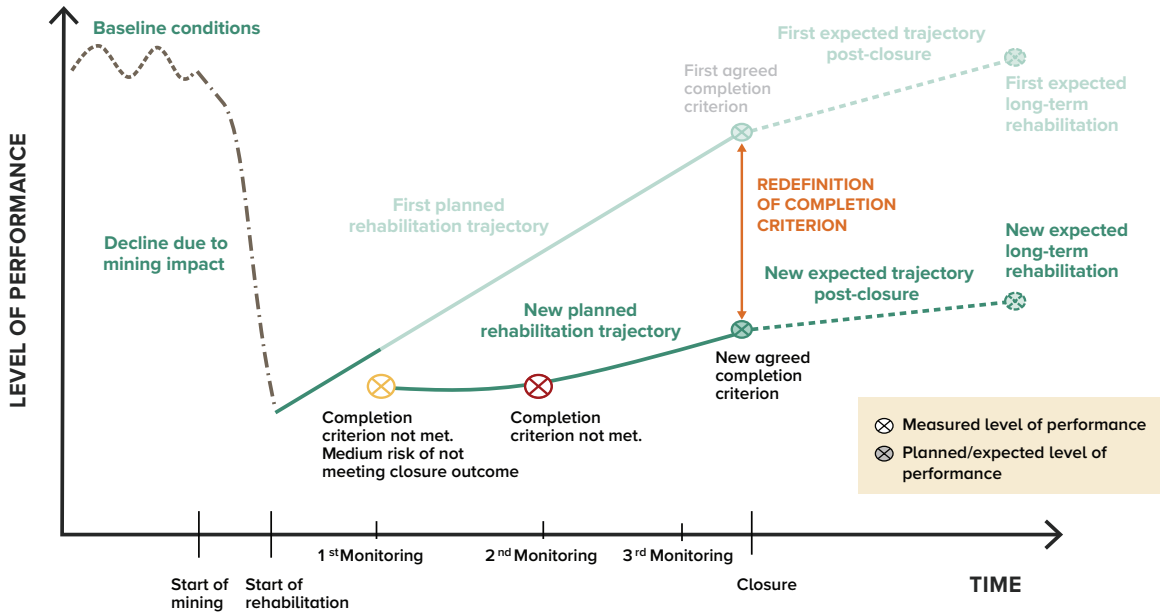 Baseline conditions
First expected trajectory
post-closure
First agreed
completion
criterion
First expected
long-term
rehabilitation
LEVEL OF PERFORMANCE
REDEFINITION
OF COMPLETION
CRITERION
First planned
rehabilitation trajectory
Decline due to
mining impact
New expected
long-term
rehabilitation
New expected trajectory
post-closure
New planned
rehabilitation trajectory
New agreed
completion
criterion
Completion
criterion not met.
Medium risk of not
meeting closure outcome
Completion
criterion not met.
Measured level of performance
Planned/expected level of
performance
1st Monitoring
2nd Monitoring
3rd Monitoring
Start of
mining
Start of
rehabilitation
Closure
TIME